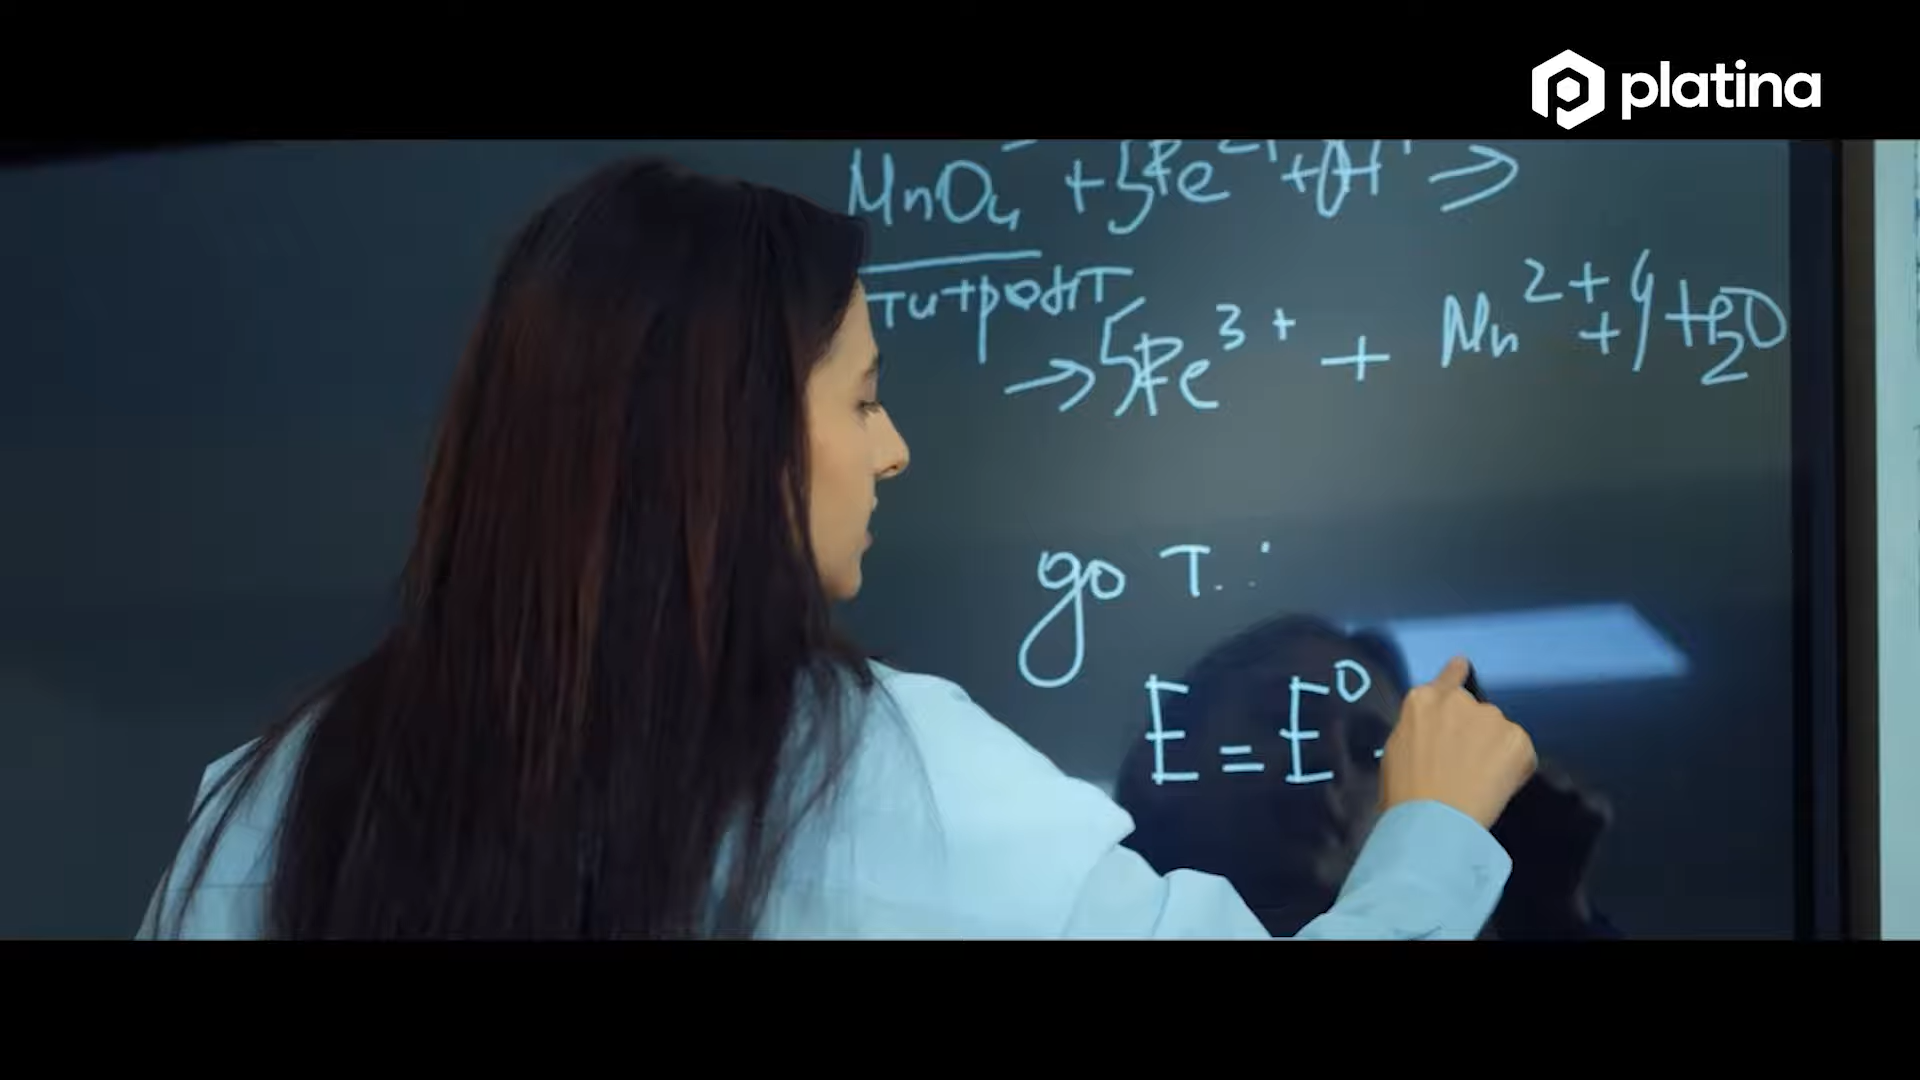 platina
MnO₄⁻ + 5Fe²⁺ + 8H⁺ →
титрант
→ 5Fe³⁺ + Mn²⁺ + 4H₂O
до т. :
E = E⁰